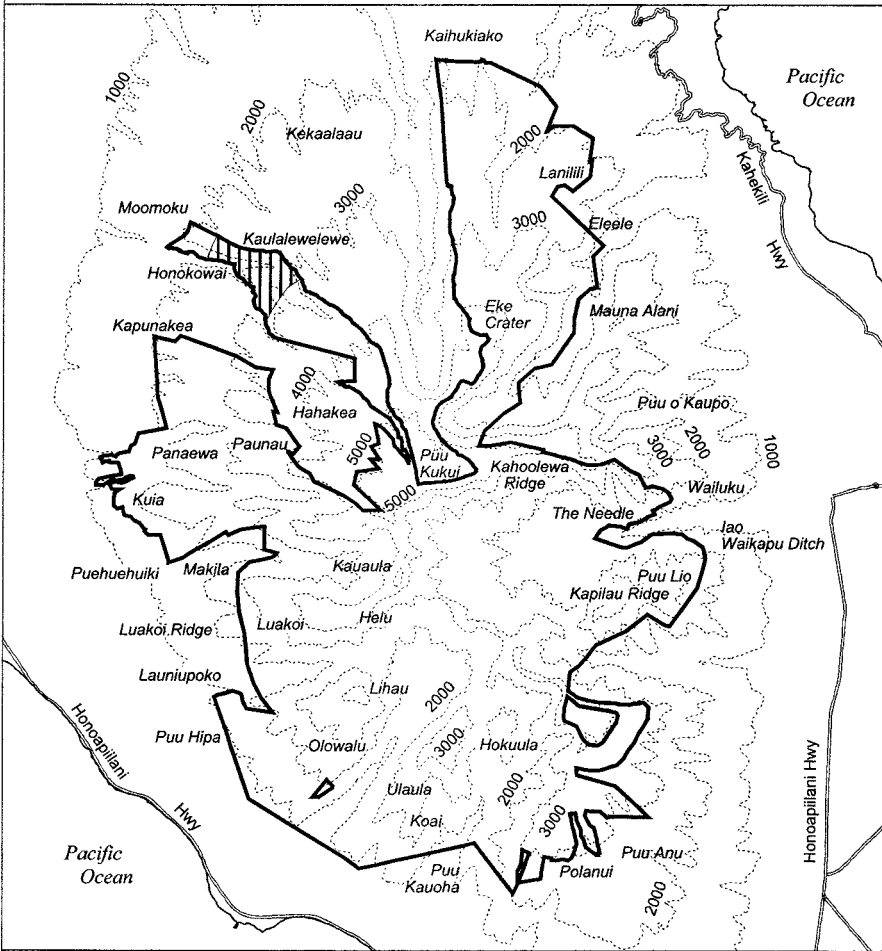 Kaihukiako
Pacific
Ocean
1000
2000
Kekaalaau
2000
Lanilili
Kahekili
Hwy
3000
Moomoku
3000
Eleele
Kaulalewelewe
Honokowai
Eke
Crater
Mauna Alani
Kapunakea
4000
Hahakea
Puu o Kaupo
3000
2000
1000
Panaewa
Paunau
5000
Puu
Kukui
Kahoolewa
Ridge
Wailuku
5000
Kuia
The Needle
Iao
Waikapu Ditch
Puehuehuiki
Makila
Kauaula
Puu Lio
Kapilau Ridge
Luakoi Ridge
Luakoi
Helu
Launiupoko
Lihau
2000
Honoapiilani
Hwy
Puu Hipa
Olowalu
3000
Hokuula
Ulaula
2000
Koai
3000
Honoapiilani Hwy
Pacific
Ocean
Puu
Kauoha
Polanui
Puu Anu
2000